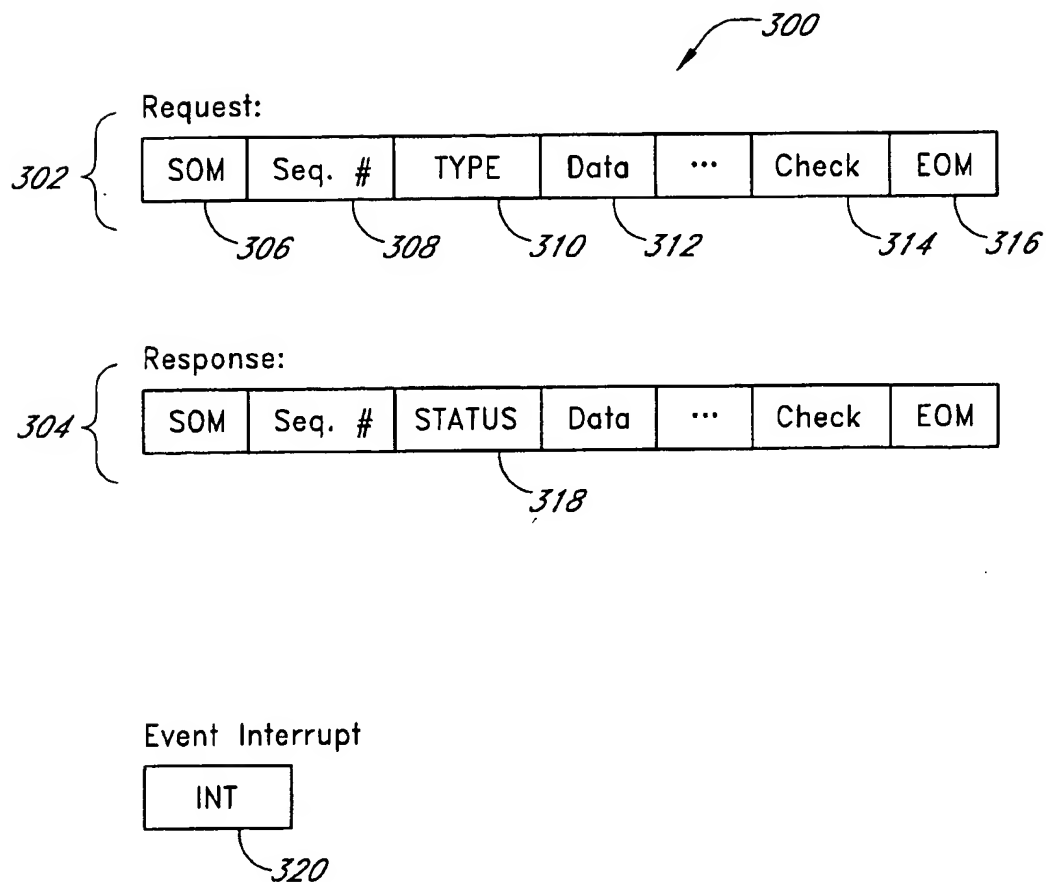 300
Request:
302
SOM Seq. # TYPE Data ... Check EOM
306 308 310 312 314 316
Response:
304
SOM Seq. # STATUS Data ... Check EOM
318
Event Interrupt
INT
320